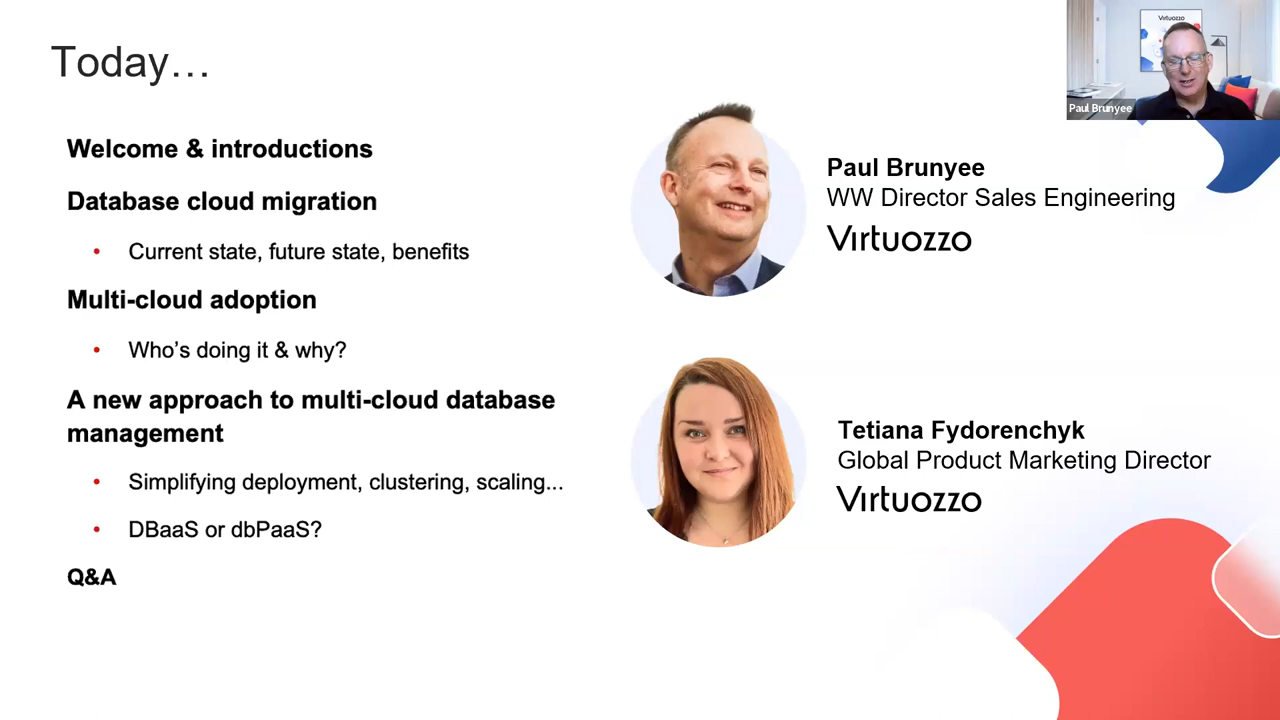 Today…
Welcome & introductions
Database cloud migration
• Current state, future state, benefits
Multi-cloud adoption
• Who's doing it & why?
A new approach to multi-cloud database
management
• Simplifying deployment, clustering, scaling...
• DBaaS or dbPaaS?
Q&A
Paul Brunyee
WW Director Sales Engineering
Virtuozzo
Tetiana Fydorenchyk
Global Product Marketing Director
Virtuozzo
Virtuozzo
Paul Brunyee